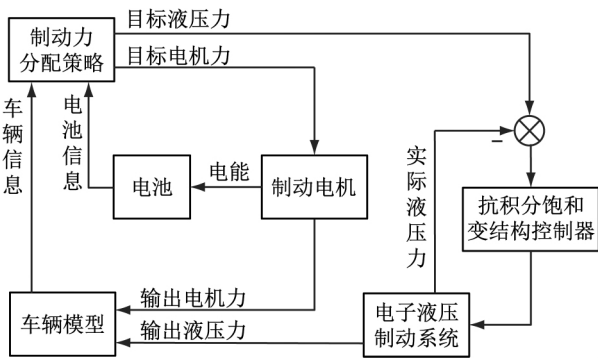 目标液压力
制动力
分配策略
目标电机力
车辆信息
电池信息
电池
电能
制动电机
实际液压力
−
抗积分饱和
变结构控制器
车辆模型
输出电机力
输出液压力
电子液压
制动系统